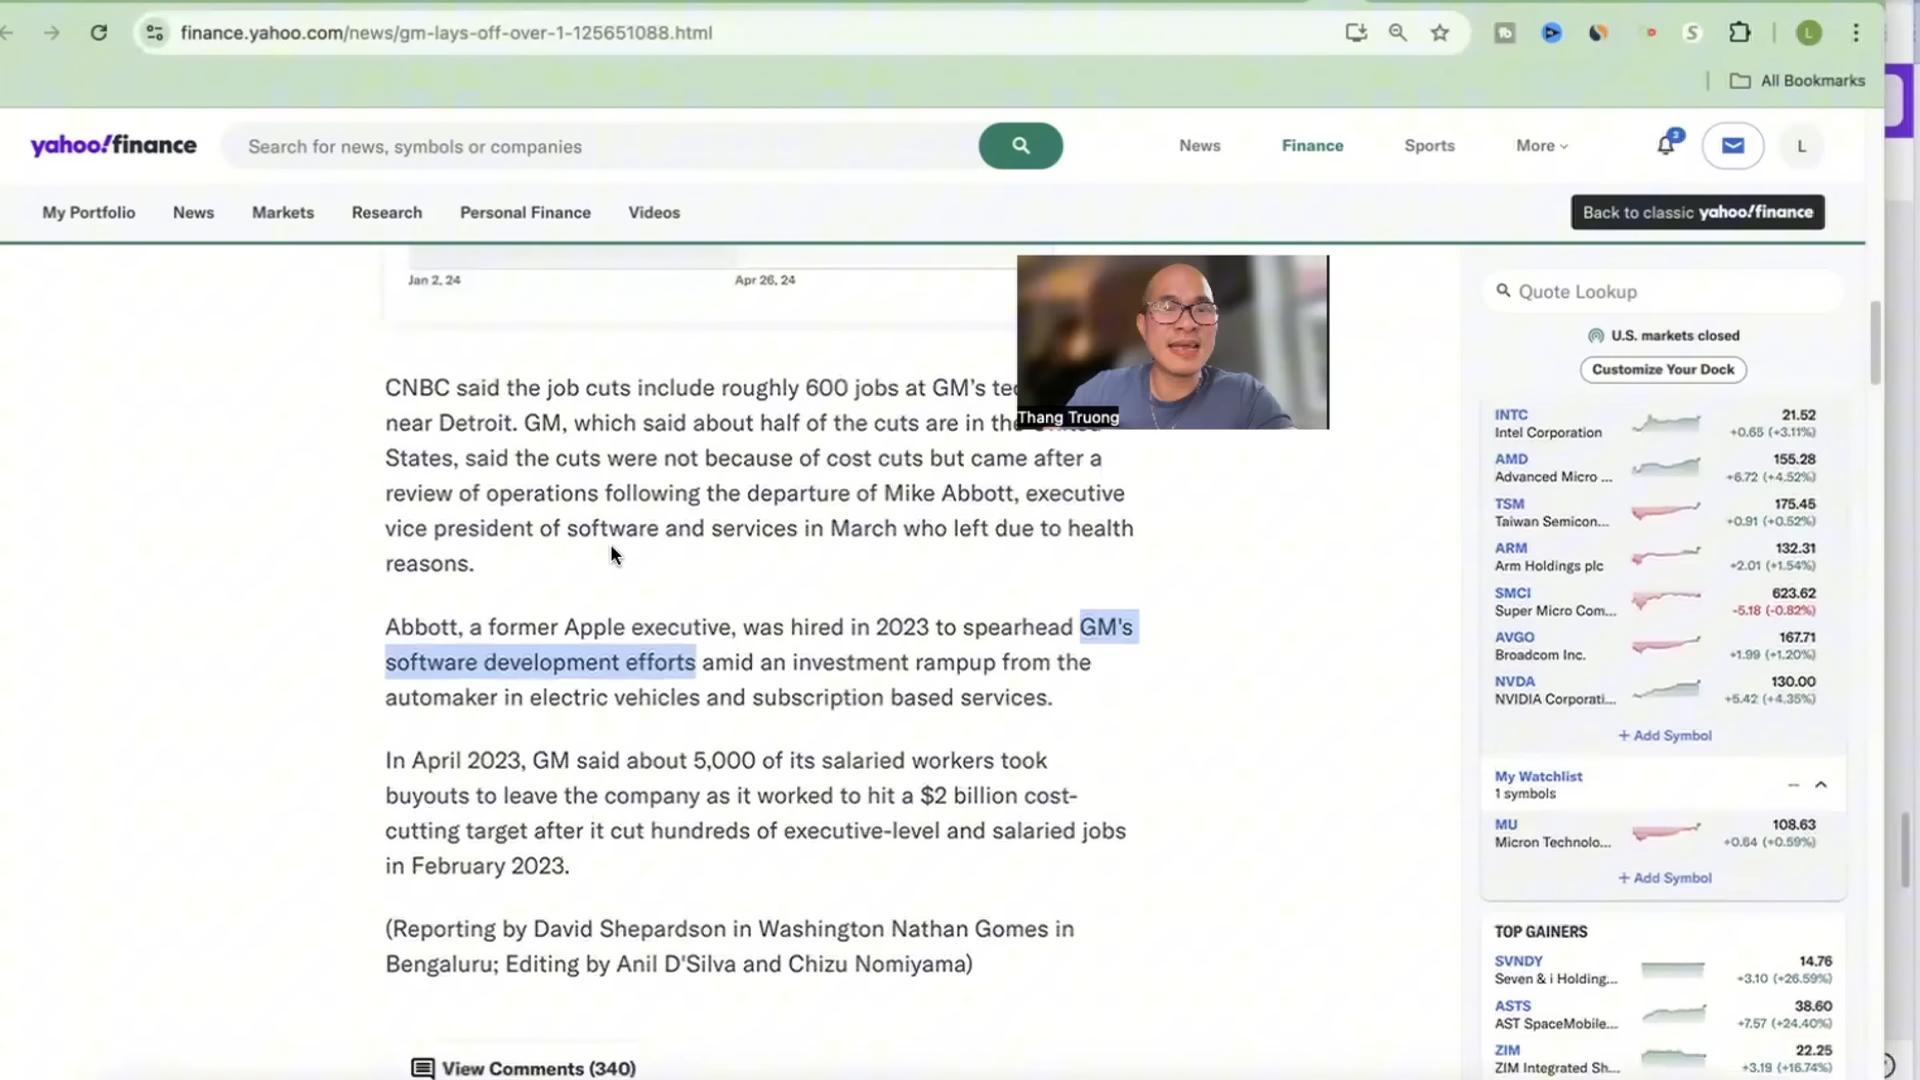 finance.yahoo.com/news/gm-lays-off-over-1-125651088.html
L
All Bookmarks
yahoo!finance
Search for news, symbols or companies
News
Finance
Sports
More
L
My Portfolio
News
Markets
Research
Personal Finance
Videos
Back to classic yahoo!finance
Jan 2, 24
Apr 26, 24
Thang Truong
CNBC said the job cuts include roughly 600 jobs at GM's
near Detroit. GM, which said about half of the cuts are in
States, said the cuts were not because of cost cuts but came after a
review of operations following the departure of Mike Abbott, executive
vice president of software and services in March who left due to health
reasons.
Abbott, a former Apple executive, was hired in 2023 to spearhead GM's
software development efforts amid an investment rampup from the
automaker in electric vehicles and subscription based services.
In April 2023, GM said about 5,000 of its salaried workers took
buyouts to leave the company as it worked to hit a $2 billion cost-
cutting target after it cut hundreds of executive-level and salaried jobs
in February 2023.
(Reporting by David Shepardson in Washington Nathan Gomes in
Bengaluru; Editing by Anil D'Silva and Chizu Nomiyama)
View Comments (340)
Quote Lookup
U.S. markets closed
Customize Your Dock
INTC 21.52
Intel Corporation +0.65 (+3.11%)
AMD 155.28
Advanced Micro ... +6.72 (+4.52%)
TSM 175.45
Taiwan Semicon... +0.91 (+0.52%)
ARM 132.31
Arm Holdings plc +2.01 (+1.54%)
SMCI 623.62
Super Micro Com... -5.18 (-0.82%)
AVGO 167.71
Broadcom Inc. +1.99 (+1.20%)
NVDA 130.00
NVIDIA Corporati... +5.42 (+4.35%)
+ Add Symbol
My Watchlist
1 symbols
MU 108.63
Micron Technolo... +0.64 (+0.59%)
+ Add Symbol
TOP GAINERS
SVNDY 14.76
Seven & i Holding... +3.10 (+26.59%)
ASTS 38.60
AST SpaceMobile... +7.57 (+24.40%)
ZIM 22.25
ZIM Integrated Sh... +3.19 (+16.74%)